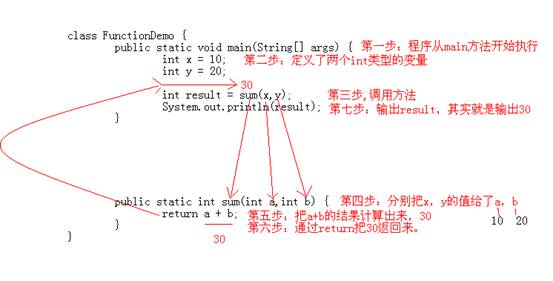 class FunctionDemo {
public static void main(String[] args) { 第一步：程序从main方法开始执行
int x = 10; 第二步：定义了两个int类型的变量
int y = 20;
30
int result = sum(x,y); 第三步,调用方法
System.out.println(result); 第七步：输出result，其实就是输出30
}
public static int sum(int a,int b) { 第四步：分别把x，y的值给了a，b
return a + b; 第五步：把a+b的结果计算出来，30
10 20
} 第六步：通过return把30返回来。
30
}